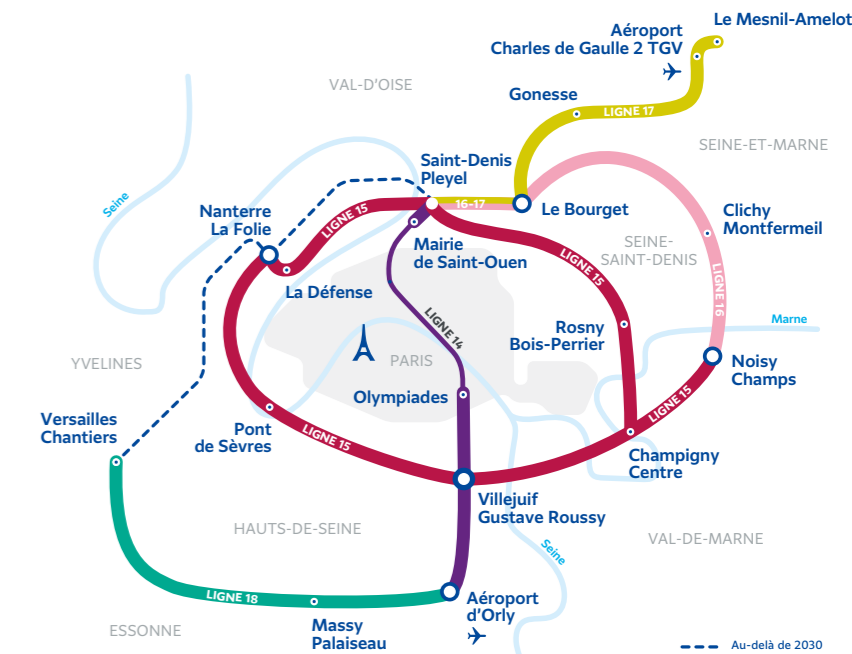 Le Mesnil-Amelot
Aéroport
Charles de Gaulle 2 TGV
VAL-D'OISE
Gonesse
LIGNE 17
SEINE-ET-MARNE
Saint-Denis
Pleyel
Seine
16-17
Le Bourget
Nanterre
La Folie
LIGNE 15
Clichy
Montfermeil
Mairie
de Saint-Ouen
SEINE-
SAINT-DENIS
LIGNE 15
LIGNE 16
La Défense
LIGNE 14
Marne
Rosny
Bois-Perrier
YVELINES
PARIS
Noisy
Champs
Olympiades
LIGNE 15
Versailles
Chantiers
Pont
de Sèvres
LIGNE 15
Champigny
Centre
Villejuif
Gustave Roussy
HAUTS-DE-SEINE
VAL-DE-MARNE
Seine
LIGNE 18
Aéroport
d'Orly
ESSONNE
Massy
Palaiseau
Au-delà de 2030